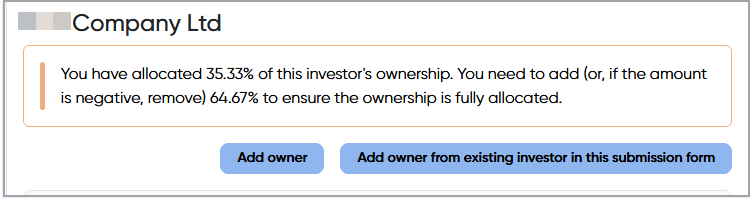 Company Ltd
You have allocated 35.33% of this investor's ownership. You need to add (or, if the amount
is negative, remove) 64.67% to ensure the ownership is fully allocated.
Add owner
Add owner from existing investor in this submission form